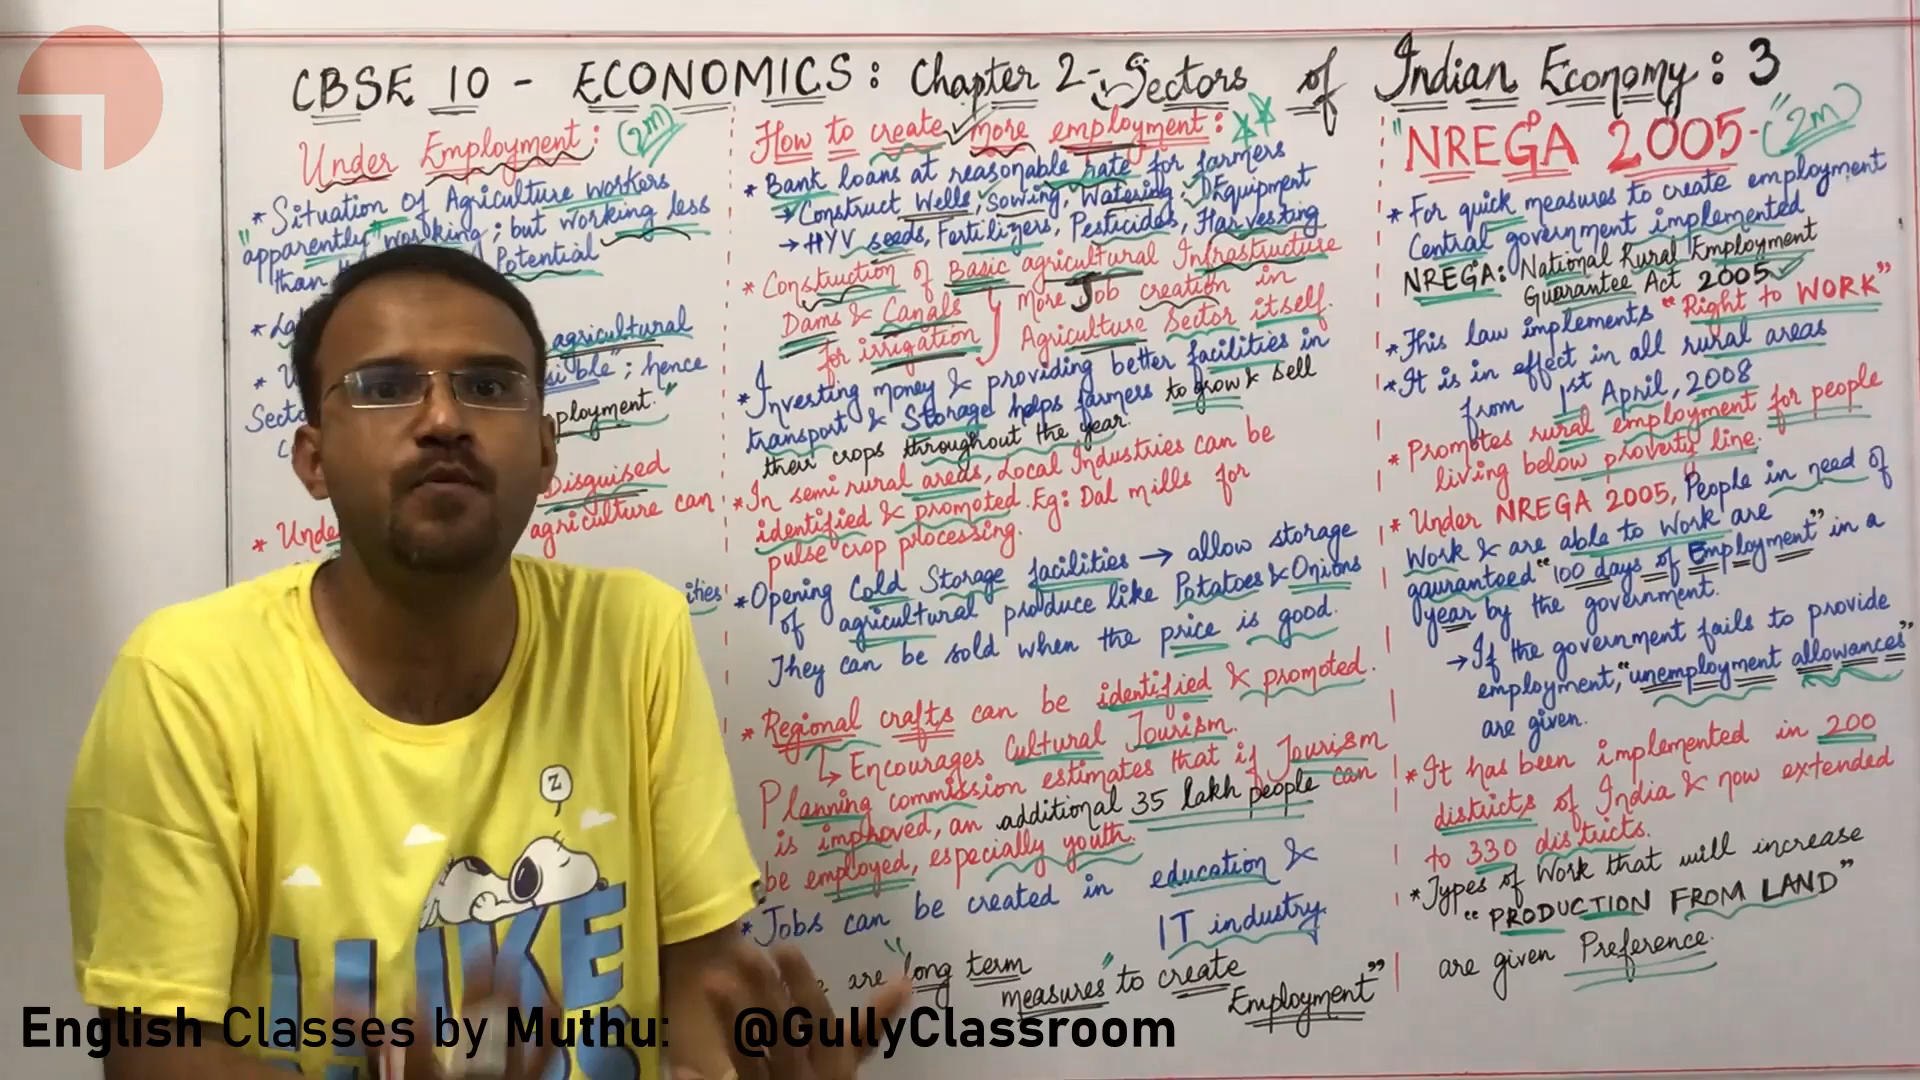 CBSE 10 - ECONOMICS: Chapter 2 - Sectors of Indian Economy: 3
Under Employment: (2m)
* Situation of Agriculture workers
"apparently" working; but working less
than Potential
agricultural
sible"; hence
Secto
ployment."
Disguised
* Unde agriculture can
ities
How to create more employment:
* Bank loans at reasonable rate for farmers
→ Construct Wells, Sowing, Watering, Equipment
→ HYV seeds, Fertilizers, Pesticides, Harvesting
* Construction of Basic agricultural Infrastructure
Dams & Canals } More Job creation in
for irrigation Agriculture Sector itself.
* Investing money & providing better facilities in
transport & Storage helps farmers to grow & sell
their crops throughout the year.
* In semi rural areas, Local Industries can be
identified & promoted. Eg: Dal mills for
pulse crop processing.
* Opening Cold Storage facilities → allow storage
of agricultural produce like Potatoes & Onions
They can be sold when the price is good.
* Regional crafts can be identified & promoted.
↳ Encourages Cultural Tourism.
Planning commission estimates that if Tourism
is improved, an additional 35 lakh people can
be employed, especially youth.
* Jobs can be created in education &
IT industry.
are "long term
measures" to create
Employment"
"NREGA 2005- ("2m)
* For quick measures to create employment
Central government implemented
NREGA: National Rural Employment
Guarantee Act 2005
* This law implements "Right to WORK"
* It is in effect in all rural areas
from 1st April, 2008
* Promotes rural employment for people
living below proverty line.
* Under NREGA 2005, People in need of
Work & are able to Work are
gauranteed "100 days of Employment" in a
year by the government.
→ If the government fails to provide
employment, "unemployment allowances"
are given.
* It has been implemented in 200
districts of India & now extended
to 330 districts.
* Types of Work that will increase
"PRODUCTION FROM LAND"
are given Preference.
Z
I LIKE
English Classes by Muthu: @GullyClassroom